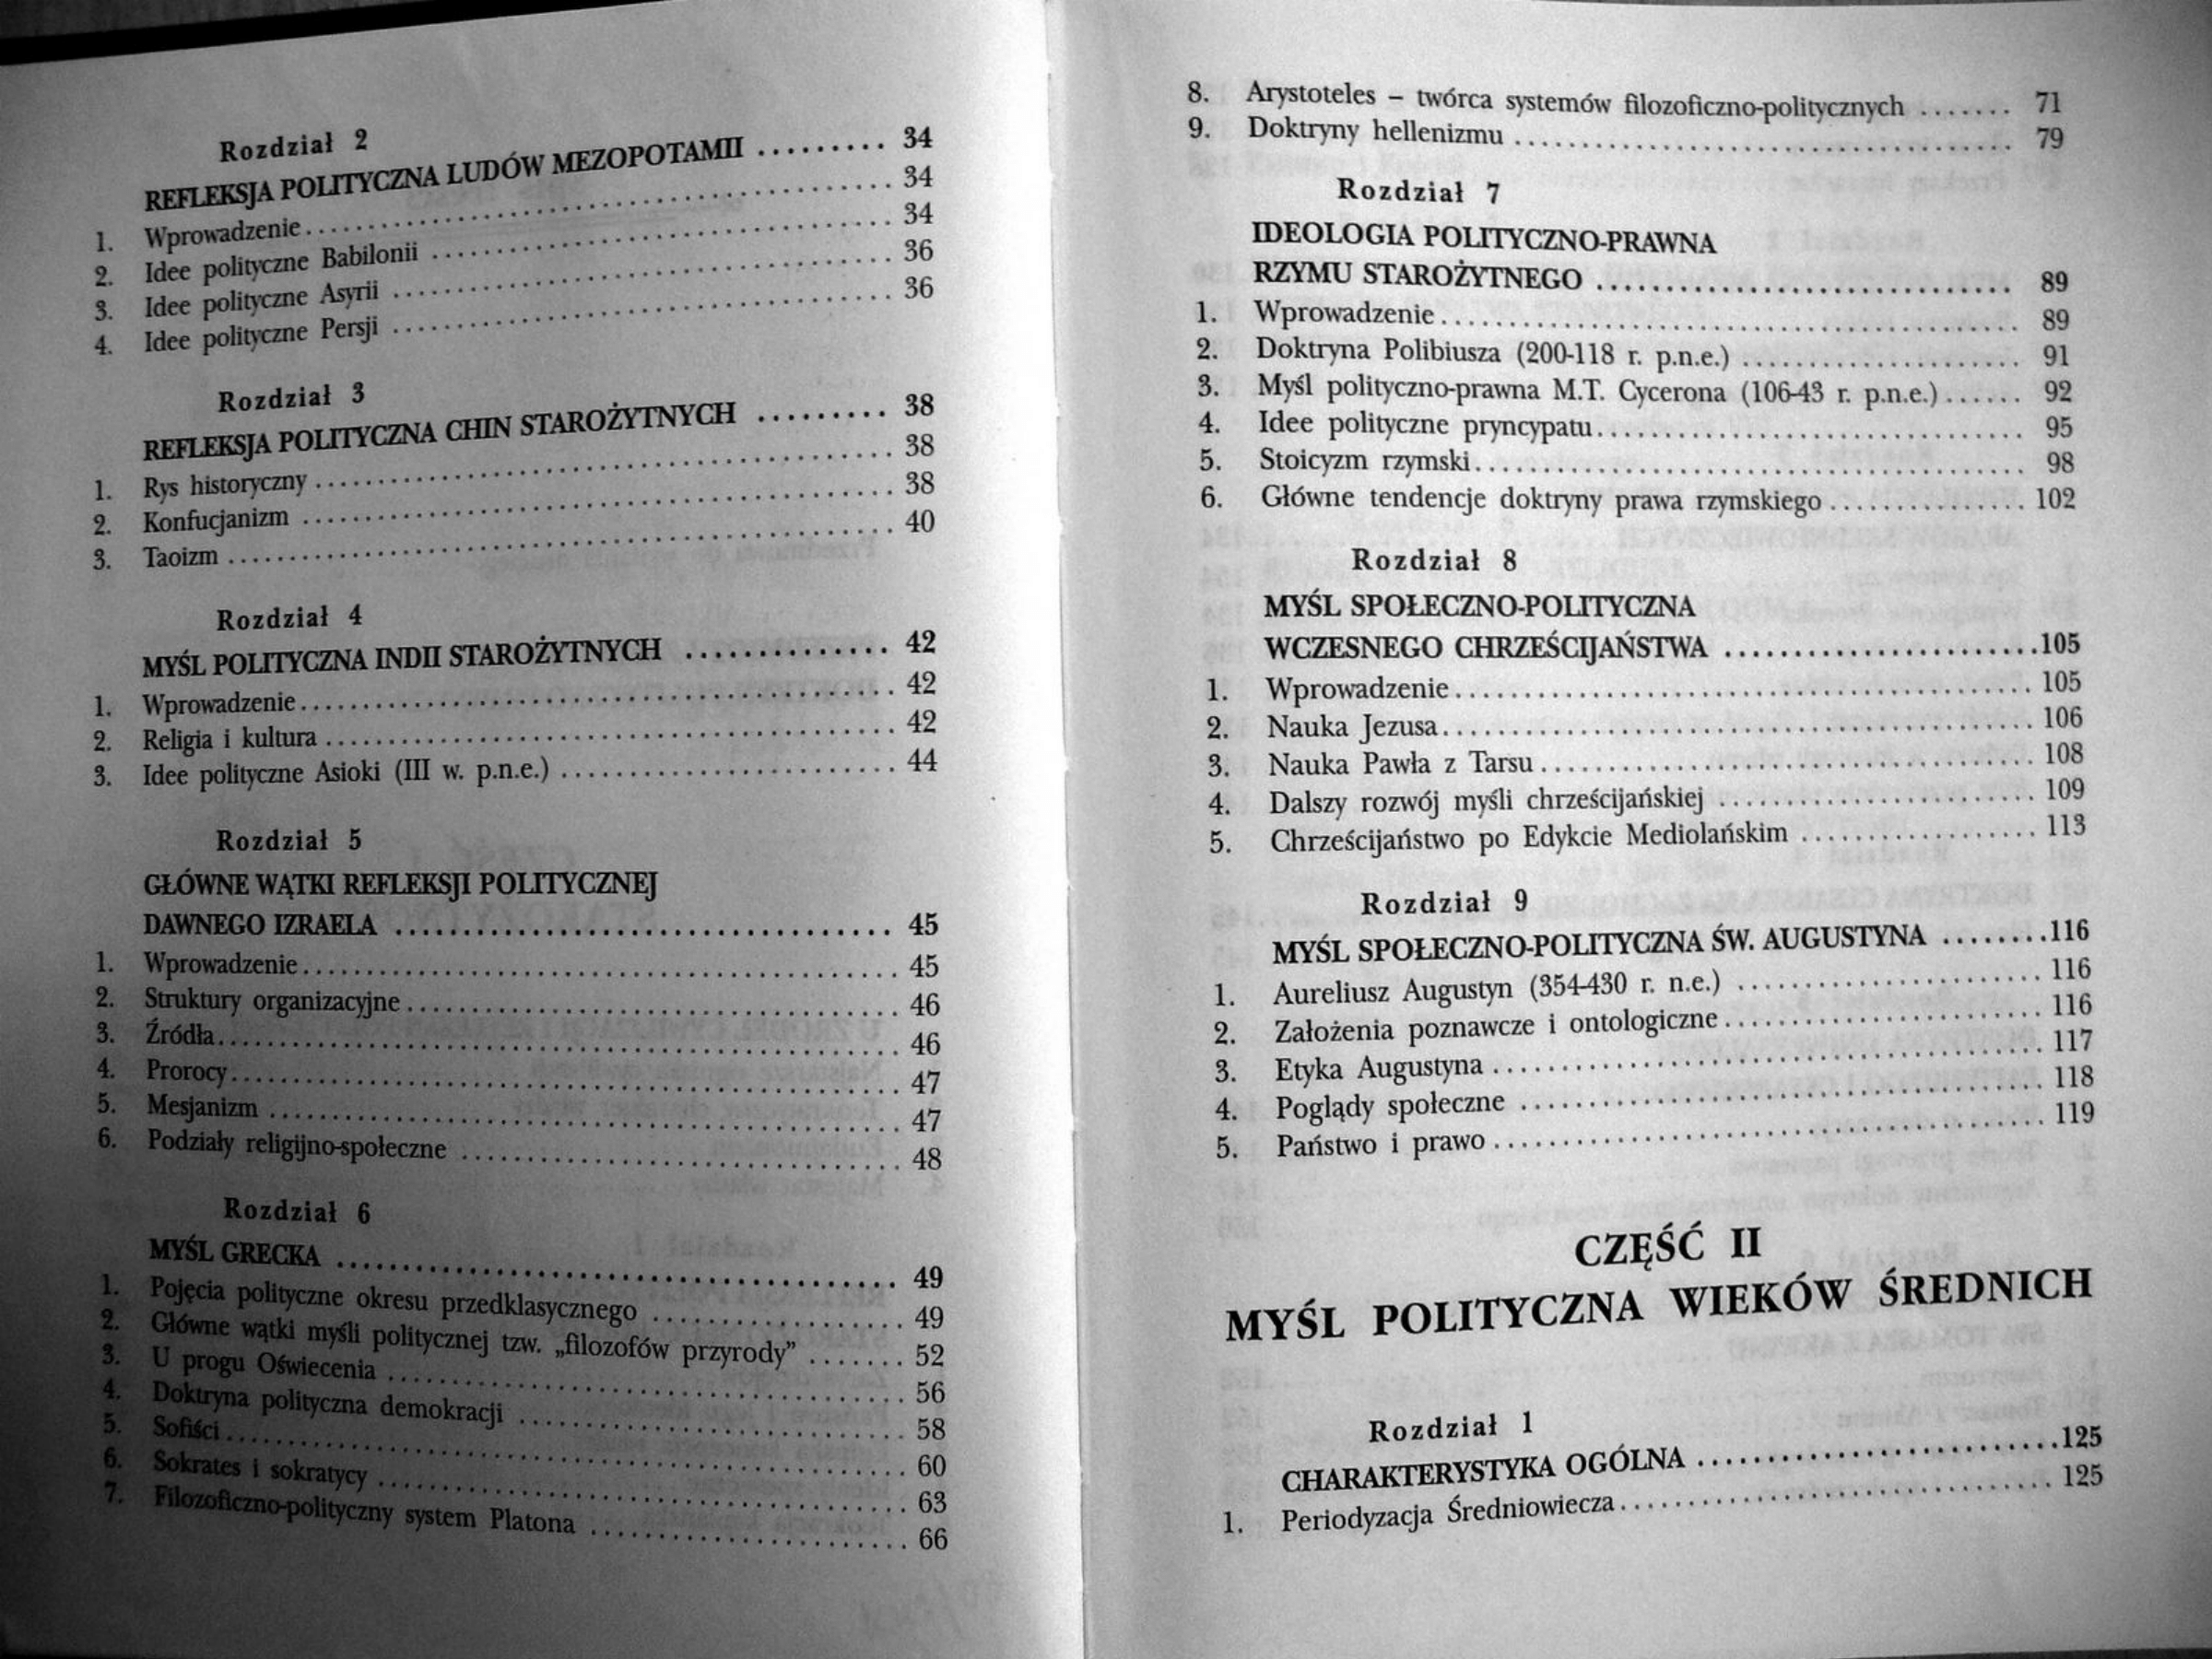 Rozdział 2
REFLEKSJA POLITYCZNA LUDÓW MEZOPOTAMII ......... 34
1. Wprowadzenie ......... 34
2. Idee polityczne Babilonii ......... 34
3. Idee polityczne Asyrii ......... 36
4. Idee polityczne Persji ......... 36
Rozdział 3
REFLEKSJA POLITYCZNA CHIN STAROŻYTNYCH ......... 38
1. Rys historyczny ......... 38
2. Konfucjanizm ......... 38
3. Taoizm ......... 40
Rozdział 4
MYŚL POLITYCZNA INDII STAROŻYTNYCH ......... 42
1. Wprowadzenie ......... 42
2. Religia i kultura ......... 42
3. Idee polityczne Asioki (III w. p.n.e.) ......... 44
Rozdział 5
GŁÓWNE WĄTKI REFLEKSJI POLITYCZNEJ
DAWNEGO IZRAELA ......... 45
1. Wprowadzenie ......... 45
2. Struktury organizacyjne ......... 46
3. Źródła ......... 46
4. Prorocy ......... 47
5. Mesjanizm ......... 47
6. Podziały religijno-społeczne ......... 48
Rozdział 6
MYŚL GRECKA ......... 49
1. Pojęcia polityczne okresu przedklasycznego ......... 49
2. Główne wątki myśli politycznej tzw. „filozofów przyrody” ......... 52
3. U progu Oświecenia ......... 56
4. Doktryna polityczna demokracji ......... 58
5. Sofiści ......... 60
6. Sokrates i sokratycy ......... 63
7. Filozoficzno-polityczny system Platona ......... 66
8. Arystoteles – twórca systemów filozoficzno-politycznych ......... 71
9. Doktryny hellenizmu ......... 79
Rozdział 7
IDEOLOGIA POLITYCZNO-PRAWNA
RZYMU STAROŻYTNEGO ......... 89
1. Wprowadzenie ......... 89
2. Doktryna Polibiusza (200-118 r. p.n.e.) ......... 91
3. Myśl polityczno-prawna M.T. Cycerona (106-43 r. p.n.e.) ......... 92
4. Idee polityczne pryncypatu ......... 95
5. Stoicyzm rzymski ......... 98
6. Główne tendencje doktryny prawa rzymskiego ......... 102
Rozdział 8
MYŚL SPOŁECZNO-POLITYCZNA
WCZESNEGO CHRZEŚCIJAŃSTWA ......... 105
1. Wprowadzenie ......... 105
2. Nauka Jezusa ......... 106
3. Nauka Pawła z Tarsu ......... 108
4. Dalszy rozwój myśli chrześcijańskiej ......... 109
5. Chrześcijaństwo po Edykcie Mediolańskim ......... 113
Rozdział 9
MYŚL SPOŁECZNO-POLITYCZNA ŚW. AUGUSTYNA ......... 116
1. Aureliusz Augustyn (354-430 r. n.e.) ......... 116
2. Założenia poznawcze i ontologiczne ......... 116
3. Etyka Augustyna ......... 117
4. Poglądy społeczne ......... 118
5. Państwo i prawo ......... 119
CZĘŚĆ II
MYŚL POLITYCZNA WIEKÓW ŚREDNICH
Rozdział 1
CHARAKTERYSTYKA OGÓLNA ......... 125
1. Periodyzacja Średniowiecza ......... 125